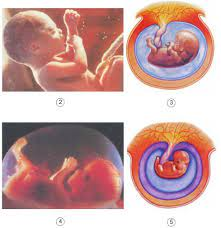 ②
③
④
⑤